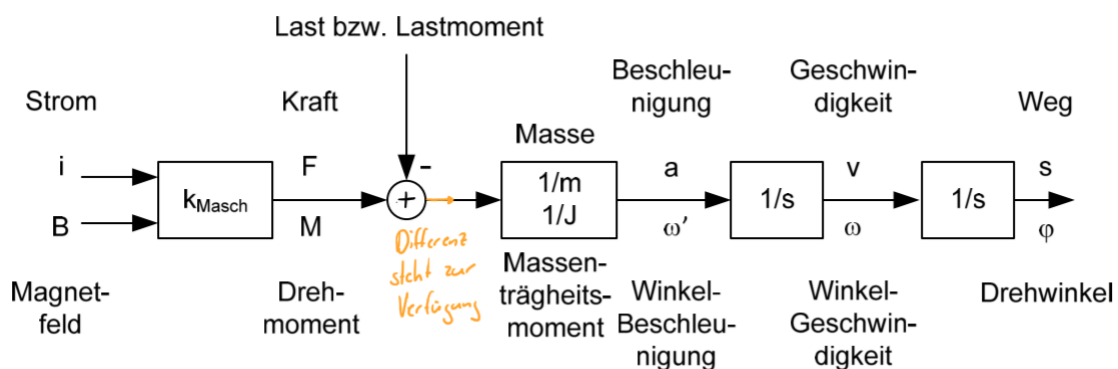 Last bzw. Lastmoment
Strom
Kraft
Beschleu-
nigung
Geschwin-
digkeit
Weg
Masse
i
B
kMasch
F
M
-
+
1/m
1/J
a
ω’
1/s
v
ω
1/s
s
φ
Differenz
steht zur
Verfügung
Magnet-
feld
Dreh-
moment
Massen-
trägheits-
moment
Winkel-
Beschleu-
nigung
Winkel-
Geschwin-
digkeit
Drehwinkel